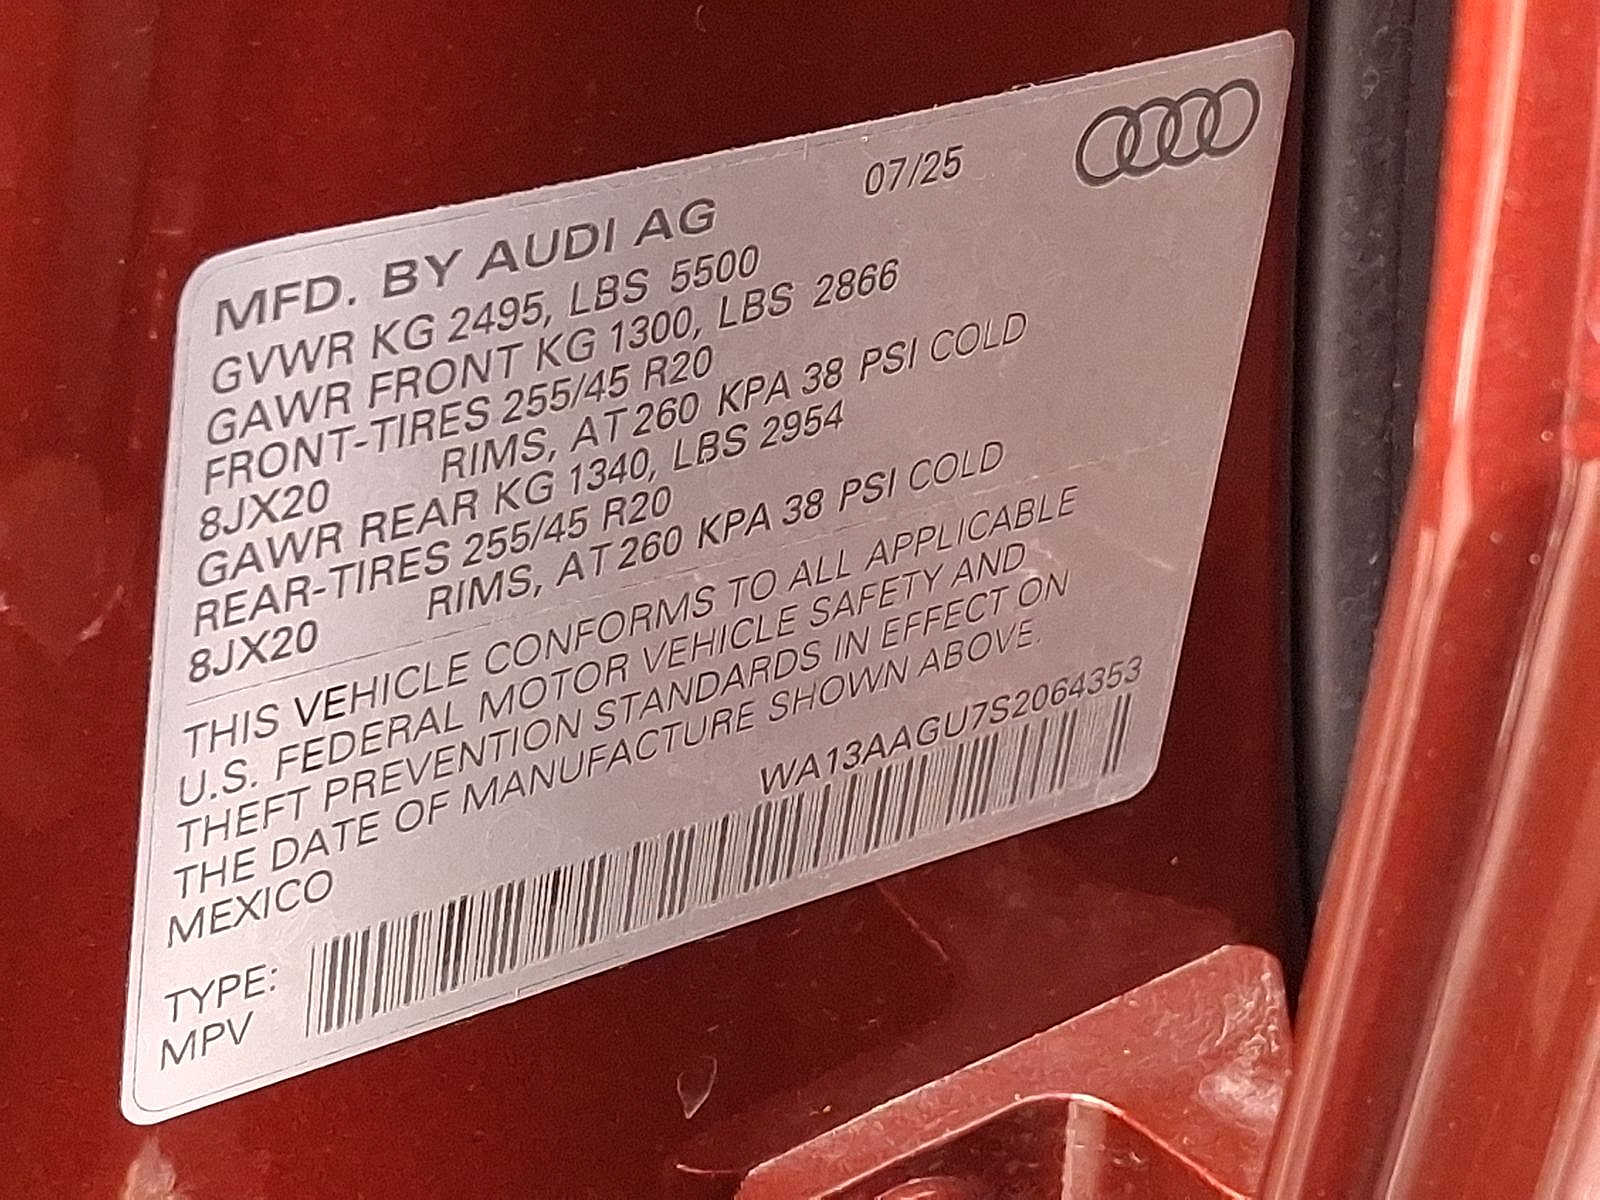 07/25
MFD. BY AUDI AG
GVWR KG 2495, LBS 5500
GAWR FRONT KG 1300, LBS 2866
FRONT-TIRES 255/45 R20
8JX20 RIMS, AT 260 KPA 38 PSI COLD
GAWR REAR KG 1340, LBS 2954
REAR-TIRES 255/45 R20
8JX20 RIMS, AT 260 KPA 38 PSI COLD
THIS VEHICLE CONFORMS TO ALL APPLICABLE
U.S. FEDERAL MOTOR VEHICLE SAFETY AND
THEFT PREVENTION STANDARDS IN EFFECT ON
THE DATE OF MANUFACTURE SHOWN ABOVE.
MEXICO WA13AAGU7S2064353
TYPE:
MPV